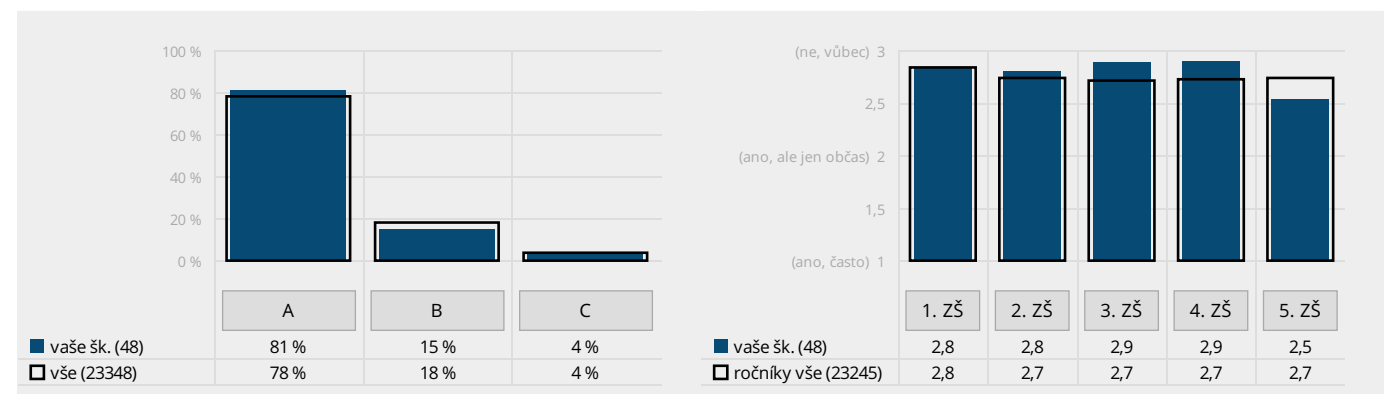 100 %
80 %
60 %
40 %
20 %
0 %
A B C
vaše šk. (48) 81 % 15 % 4 %
vše (23348) 78 % 18 % 4 %
(ne, vůbec) 3
2,5
(ano, ale jen občas) 2
1,5
(ano, často) 1
1. ZŠ 2. ZŠ 3. ZŠ 4. ZŠ 5. ZŠ
vaše šk. (48) 2,8 2,8 2,9 2,9 2,5
ročníky vše (23245) 2,8 2,7 2,7 2,7 2,7